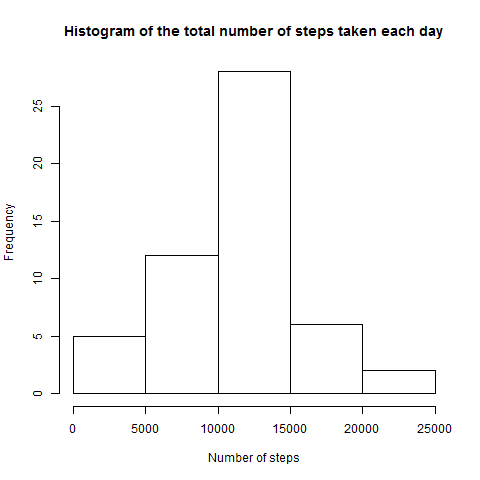 Histogram of the total number of steps taken each day
Frequency
25
20
15
10
5
0
0 5000 10000 15000 20000 25000
Number of steps